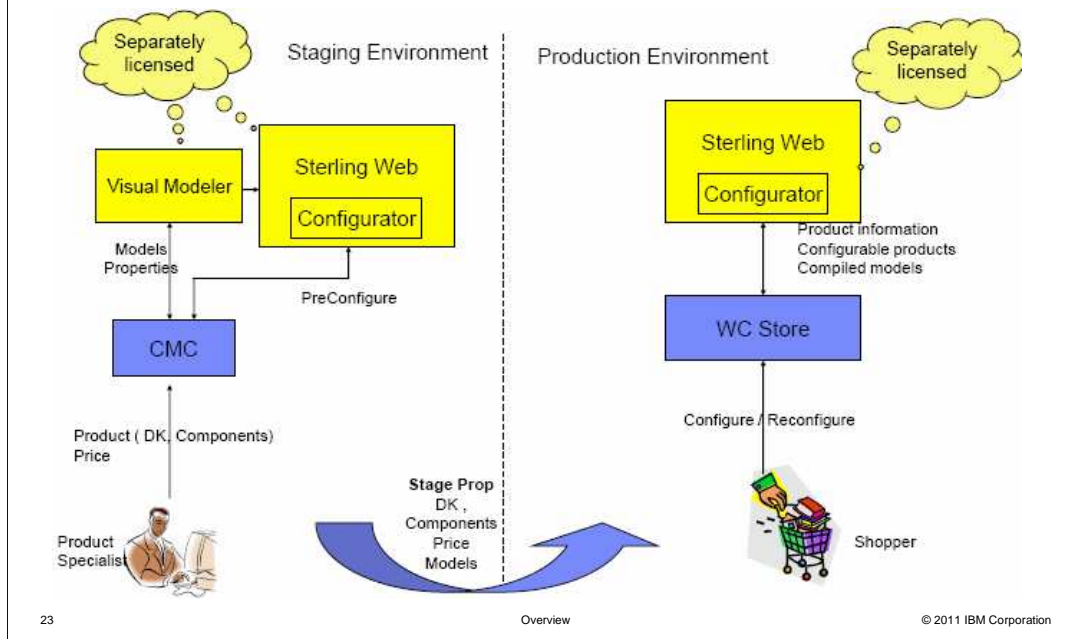 Separately
licensed
Staging Environment
Production Environment
Separately
licensed
Visual Modeler
Sterling Web
Configurator
Sterling Web
Configurator
Models
Properties
PreConfigure
Product information
Configurable products
Compiled models
CMC
WC Store
Product ( DK, Components)
Price
Configure / Reconfigure
Stage Prop
DK ,
Components
Price
Models
Product
Specialist
Shopper
23
Overview
© 2011 IBM Corporation